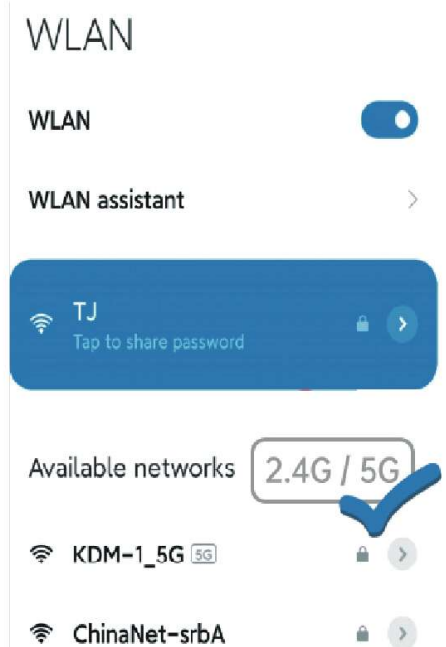 WLAN
WLAN
WLAN assistant
TJ
Tap to share password
Available networks 2.4G / 5G
KDM-1_5G 5G
ChinaNet-srbA